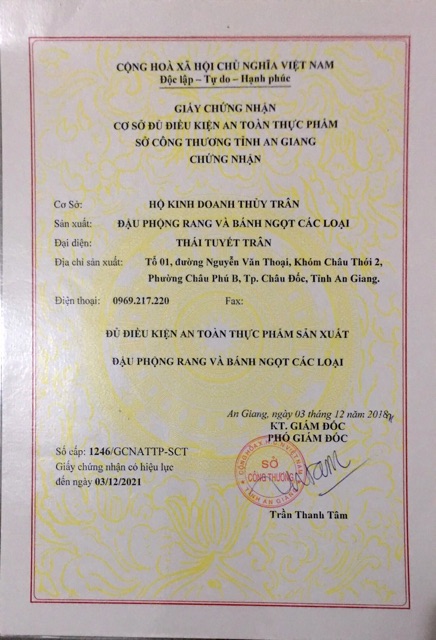 CỘNG HOÀ XÃ HỘI CHỦ NGHĨA VIỆT NAM
Độc lập – Tự do – Hạnh phúc
GIẤY CHỨNG NHẬN
CƠ SỞ ĐỦ ĐIỀU KIỆN AN TOÀN THỰC PHẨM
SỞ CÔNG THƯƠNG TỈNH AN GIANG
CHỨNG NHẬN
Cơ Sở: HỘ KINH DOANH THÙY TRÂN
Sản xuất: ĐẬU PHỘNG RANG VÀ BÁNH NGỌT CÁC LOẠI
Đại diện: THÁI TUYẾT TRÂN
Địa chỉ sản xuất: Tổ 01, đường Nguyễn Văn Thoại, Khóm Châu Thới 2,
Phường Châu Phú B, Tp. Châu Đốc, Tỉnh An Giang.
Điện thoại: 0969.217.220 Fax:
ĐỦ ĐIỀU KIỆN AN TOÀN THỰC PHẨM SẢN XUẤT
ĐẬU PHỘNG RANG VÀ BÁNH NGỌT CÁC LOẠI
An Giang, ngày 03 tháng 12 năm 2018
KT. GIÁM ĐỐC
PHÓ GIÁM ĐỐC
Số cấp: 1246/GCNATTP-SCT
Giấy chứng nhận có hiệu lực
đến ngày 03/12/2021
SỞ
CÔNG THƯƠNG
TỈNH AN GIANG
Trần Thanh Tâm